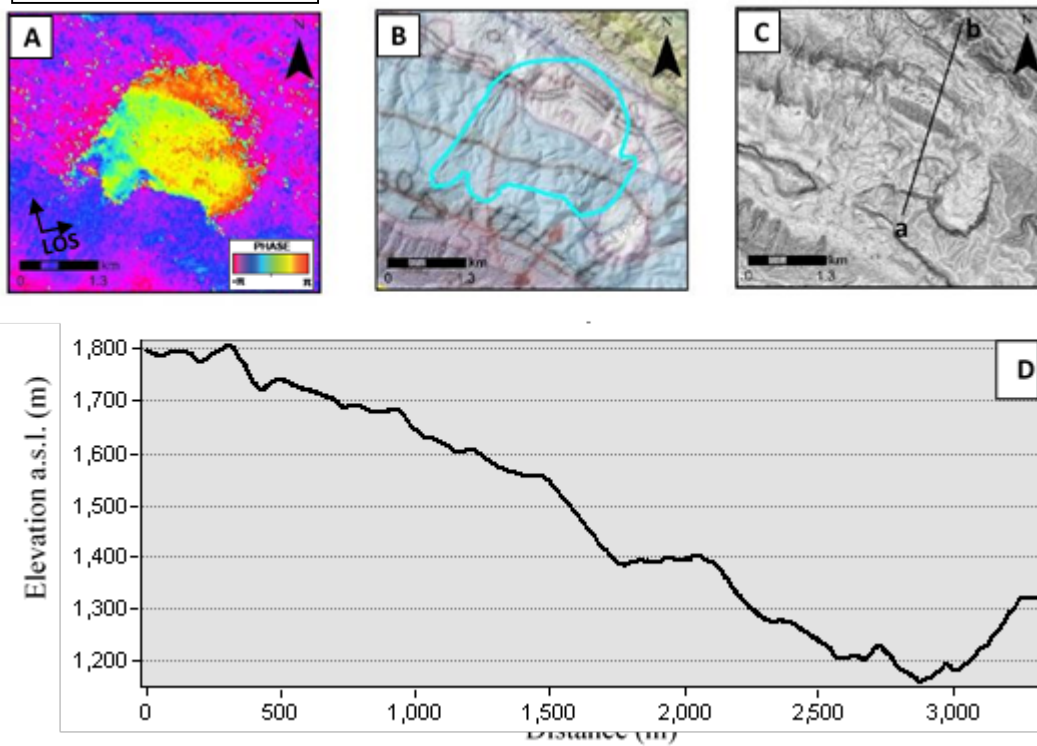 A
N
LOS
PHASE
-π
π
km
0
1.3
B
N
km
0
1.3
C
N
b
a
km
0
1.3
D
Elevation a.s.l. (m)
1,800
1,700
1,600
1,500
1,400
1,300
1,200
0
500
1,000
1,500
2,000
2,500
3,000
Distance (m)